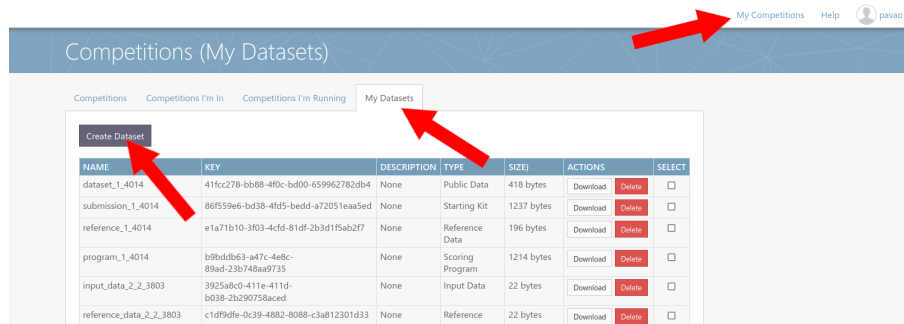 My Competitions Help pavao
Competitions (My Datasets)
Competitions Competitions I'm In Competitions I'm Running My Datasets
Create Dataset
NAME KEY DESCRIPTION TYPE SIZE) ACTIONS SELECT
dataset_1_4014 41fcc278-bb88-4f0c-bd00-659962782db4 None Public Data 418 bytes Download Delete
submission_1_4014 86f559e6-bd38-4fd5-bedd-a72051eaa5ed None Starting Kit 1237 bytes Download Delete
reference_1_4014 e1a71b10-3f03-4cfd-81df-2b3d1f5ab2f7 None Reference 196 bytes Download Delete
Data
program_1_4014 b9bddb63-a47c-4e8c- None Scoring 1214 bytes Download Delete
89ad-23b748aa9735 Program
input_data_2_2_3803 3925a8c0-411e-411d- None Input Data 22 bytes Download Delete
b038-2b290758aced
reference_data_2_2_3803 c1df9dfe-0c39-4882-8088-c3a812301d33 None Reference 22 bytes Download Delete